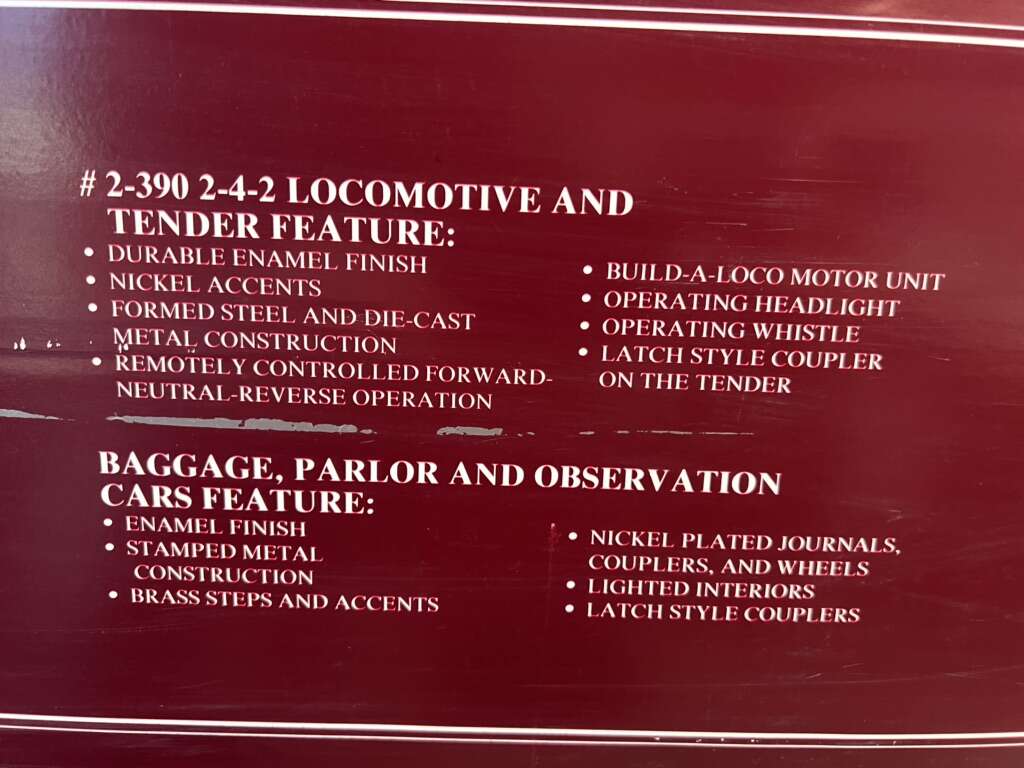 # 2-390 2-4-2 LOCOMOTIVE AND
TENDER FEATURE:
• DURABLE ENAMEL FINISH
• NICKEL ACCENTS
• FORMED STEEL AND DIE-CAST
METAL CONSTRUCTION
• REMOTELY CONTROLLED FORWARD-
NEUTRAL-REVERSE OPERATION
• BUILD-A-LOCO MOTOR UNIT
• OPERATING HEADLIGHT
• OPERATING WHISTLE
• LATCH STYLE COUPLER
ON THE TENDER
BAGGAGE, PARLOR AND OBSERVATION
CARS FEATURE:
• ENAMEL FINISH
• STAMPED METAL
CONSTRUCTION
• BRASS STEPS AND ACCENTS
• NICKEL PLATED JOURNALS,
COUPLERS, AND WHEELS
• LIGHTED INTERIORS
• LATCH STYLE COUPLERS